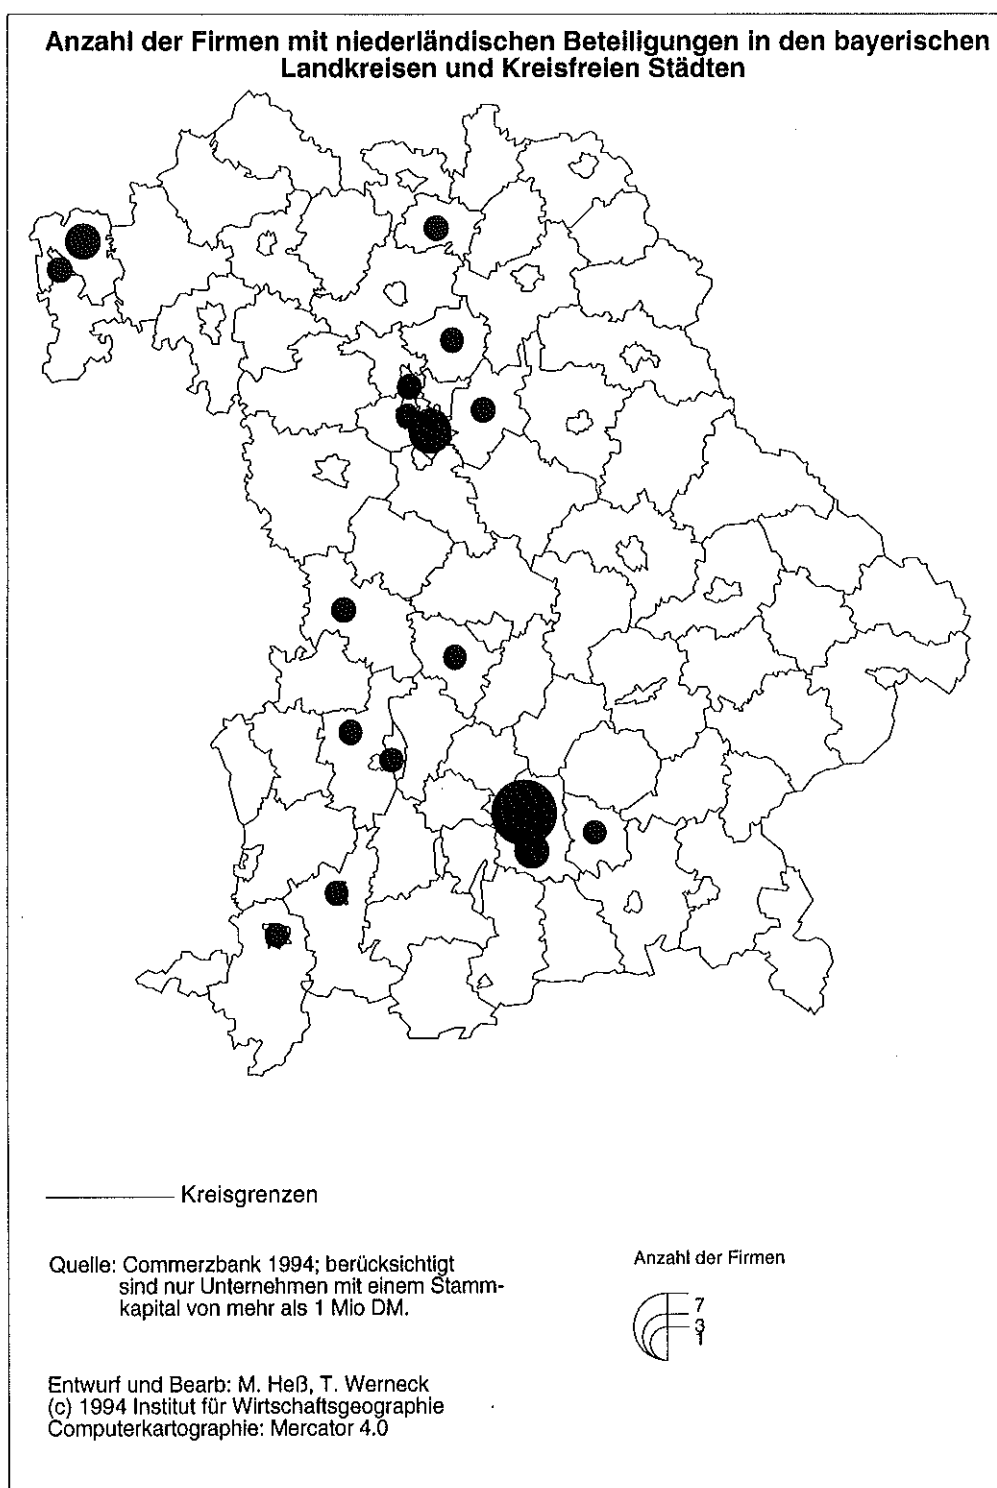 Anzahl der Firmen mit niederländischen Beteiligungen in den bayerischen
Landkreisen und Kreisfreien Städten
Kreisgrenzen
Quelle: Commerzbank 1994; berücksichtigt
sind nur Unternehmen mit einem Stamm-
kapital von mehr als 1 Mio DM.
Anzahl der Firmen
7
3
1
Entwurf und Bearb: M. Heß, T. Werneck
(c) 1994 Institut für Wirtschaftsgeographie
Computerkartographie: Mercator 4.0